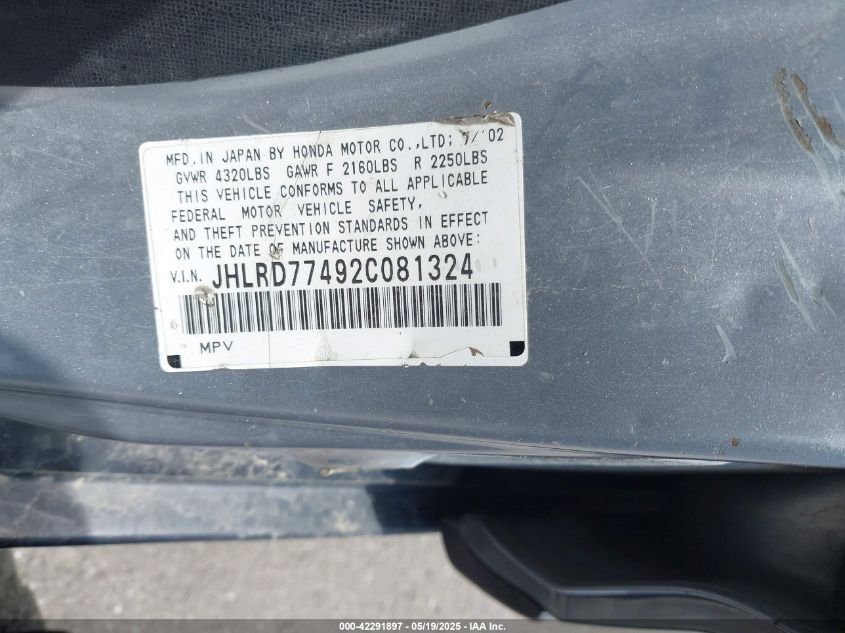 MFD. IN JAPAN BY HONDA MOTOR CO., LTD; 7/'02
GVWR 4320LBS GAWR F 2160LBS R 2250LBS
THIS VEHICLE CONFORMS TO ALL APPLICABLE
FEDERAL MOTOR VEHICLE SAFETY,
AND THEFT PREVENTION STANDARDS IN EFFECT
ON THE DATE OF MANUFACTURE SHOWN ABOVE:
V.I.N. JHLRD77492C081324
MPV
000-42291897 - 05/19/2025 - IAA Inc.